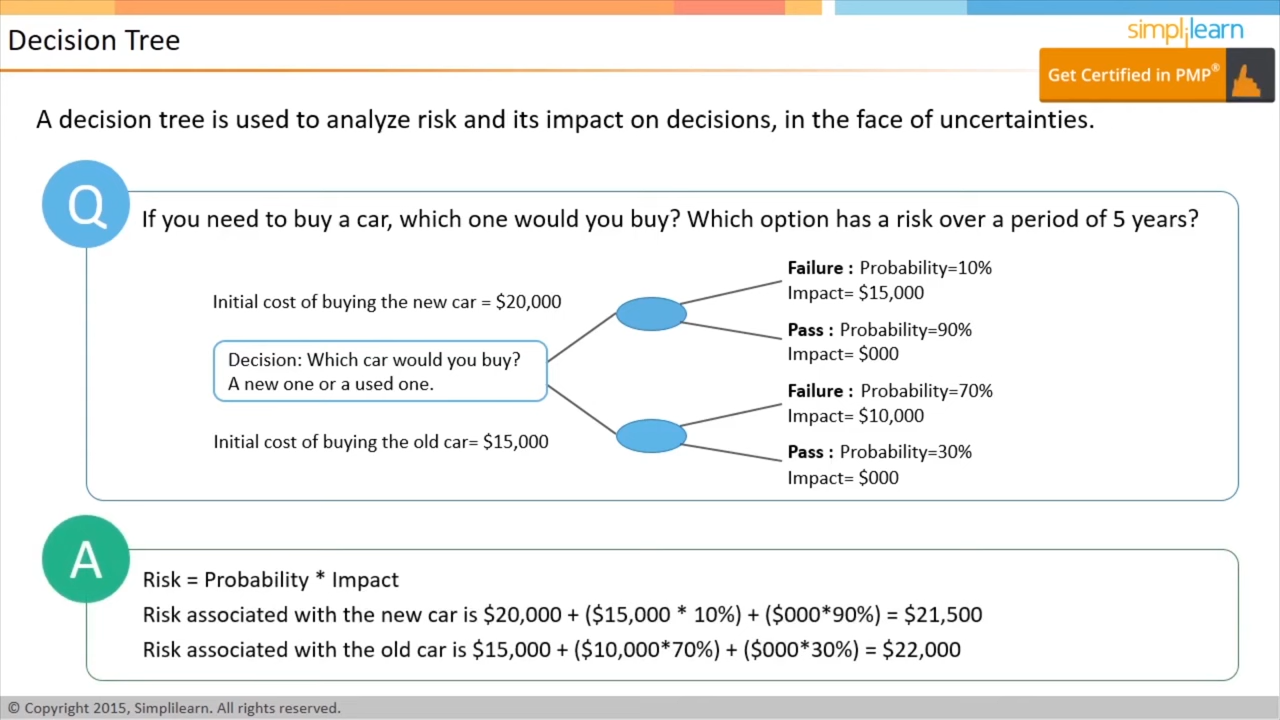 Decision Tree
simplilearn
Get Certified in PMP®
A decision tree is used to analyze risk and its impact on decisions, in the face of uncertainties.
Q
If you need to buy a car, which one would you buy? Which option has a risk over a period of 5 years?
Initial cost of buying the new car = $20,000
Decision: Which car would you buy?
A new one or a used one.
Initial cost of buying the old car= $15,000
Failure : Probability=10%
Impact= $15,000
Pass : Probability=90%
Impact= $000
Failure : Probability=70%
Impact= $10,000
Pass : Probability=30%
Impact= $000
A
Risk = Probability * Impact
Risk associated with the new car is $20,000 + ($15,000 * 10%) + ($000*90%) = $21,500
Risk associated with the old car is $15,000 + ($10,000*70%) + ($000*30%) = $22,000
© Copyright 2015, Simplilearn. All rights reserved.